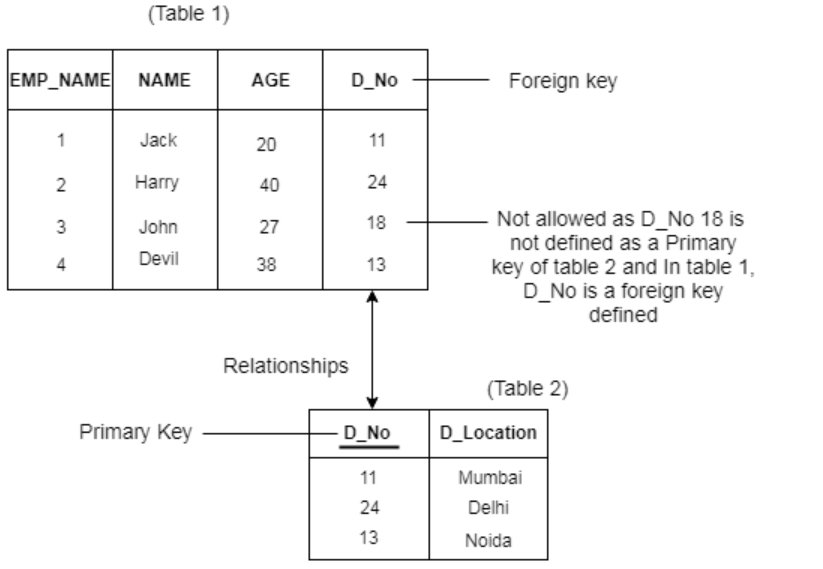 (Table 1)
EMP_NAME NAME AGE D_No Foreign key
1 Jack 20 11
2 Harry 40 24
3 John 27 18
4 Devil 38 13
Not allowed as D_No 18 is
not defined as a Primary
key of table 2 and In table 1,
D_No is a foreign key
defined
Relationships
(Table 2)
Primary Key D_No D_Location
11 Mumbai
24 Delhi
13 Noida